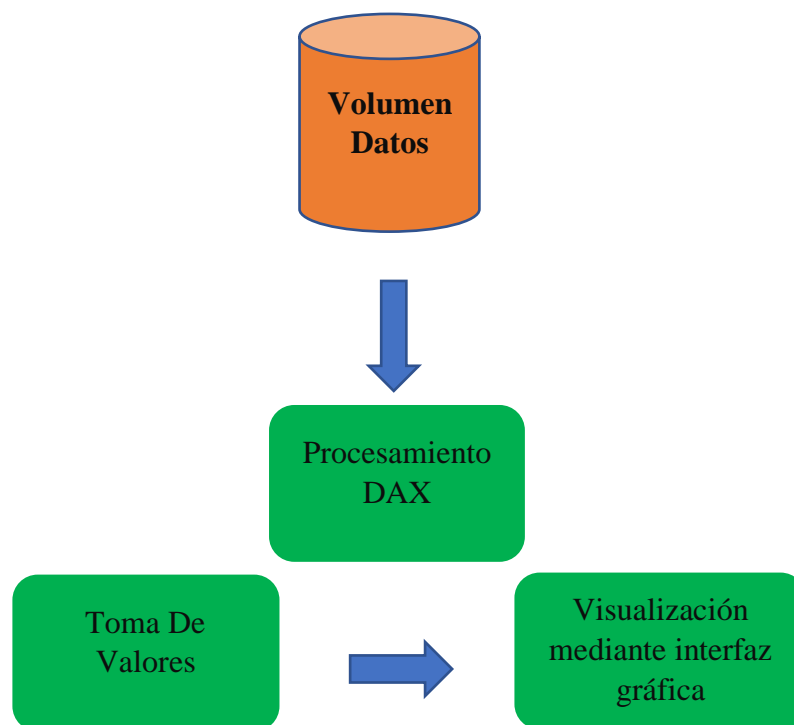 Volumen
Datos
Procesamiento
DAX
Toma De
Valores
Visualización
mediante interfaz
gráfica